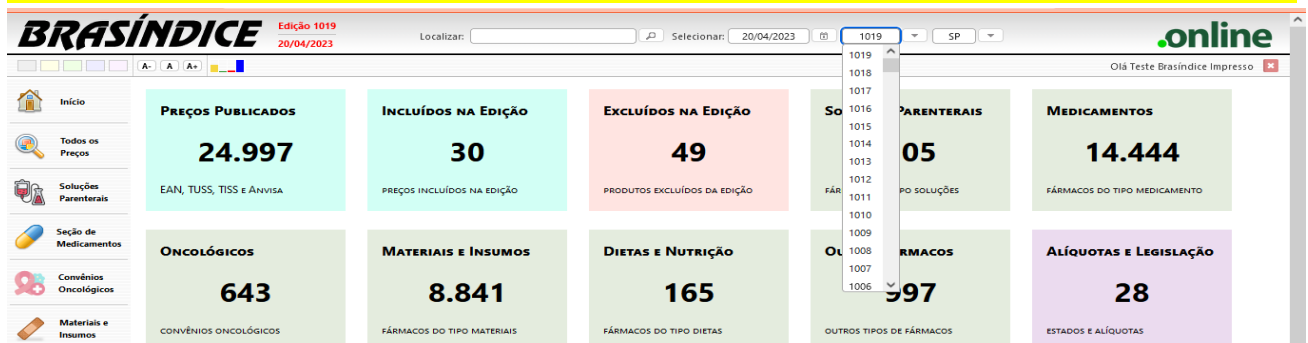 BRASÍNDICE
Edição 1019
20/04/2023
Localizar:
Selecionar: 20/04/2023 1019 SP
.online
A- A A+
Olá Teste Brasíndice Impresso
1019
1018
1017
1016
1015
1014
1013
1012
1011
1010
1009
1008
1007
1006
Início
Todos os
Preços
Soluções
Parenterais
Seção de
Medicamentos
Convênios
Oncológicos
Materiais e
Insumos
Preços Publicados
24.997
EAN, TUSS, TISS e Anvisa
Incluídos na Edição
30
preços incluídos na edição
Excluídos na Edição
49
produtos excluídos da edição
Parenterais
05
soluções
Medicamentos
14.444
fármacos do tipo medicamento
Oncológicos
643
convênios oncológicos
Materiais e Insumos
8.841
fármacos do tipo materiais
Dietas e Nutrição
165
fármacos do tipo dietas
997
outros tipos de fármacos
Alíquotas e Legislação
28
estados e alíquotas